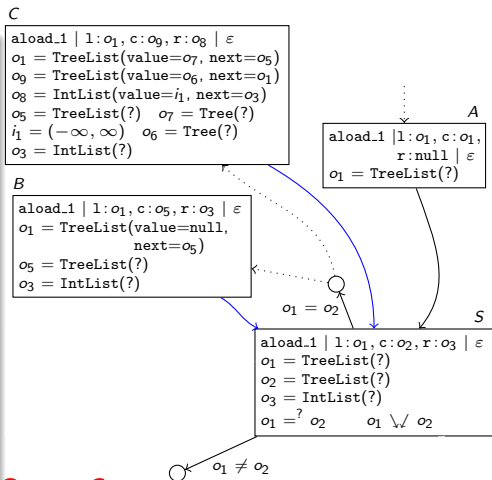 C
aload_1 | l:o₁, c:o₉, r:o₈ | ε
o₁ = TreeList(value=o₇, next=o₅)
o₉ = TreeList(value=o₆, next=o₁)
o₈ = IntList(value=i₁, next=o₃)
o₅ = TreeList(?) o₇ = Tree(?)
i₁ = (−∞, ∞) o₆ = Tree(?)
o₃ = IntList(?)
A
aload_1 |l:o₁, c:o₁,
r:null | ε
o₁ = TreeList(?)
B
aload_1 | l:o₁, c:o₅, r:o₃ | ε
o₁ = TreeList(value=null,
next=o₅)
o₅ = TreeList(?)
o₃ = IntList(?)
o₁ = o₂
S
aload_1 | l:o₁, c:o₂, r:o₃ | ε
o₁ = TreeList(?)
o₂ = TreeList(?)
o₃ = IntList(?)
o₁ =? o₂ o₁ ⇊ o₂
o₁ ≠ o₂